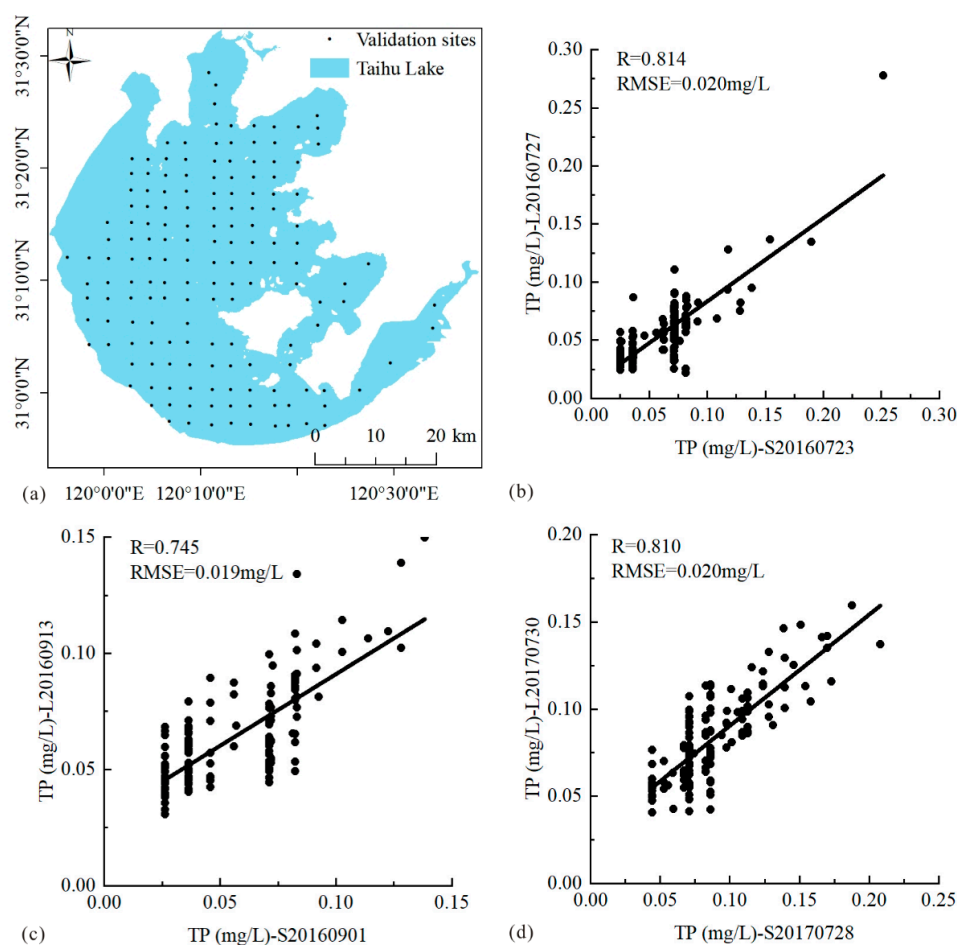 N
Validation sites
Taihu Lake
31°30'0"N
31°20'0"N
31°10'0"N
31°0'0"N
0 10 20 km
(a) 120°0'0"E 120°10'0"E 120°30'0"E
R=0.814
RMSE=0.020mg/L
TP (mg/L)-L20160727
0.30
0.25
0.20
0.15
0.10
0.05
0.00
0.00 0.05 0.10 0.15 0.20 0.25 0.30
TP (mg/L)-S20160723
(b)
R=0.745
RMSE=0.019mg/L
TP (mg/L)-L20160913
0.15
0.10
0.05
0.00
0.00 0.05 0.10 0.15
(c) TP (mg/L)-S20160901
R=0.810
RMSE=0.020mg/L
TP (mg/L)-L20170730
0.20
0.15
0.10
0.05
0.00
0.00 0.05 0.10 0.15 0.20 0.25
(d) TP (mg/L)-S20170728